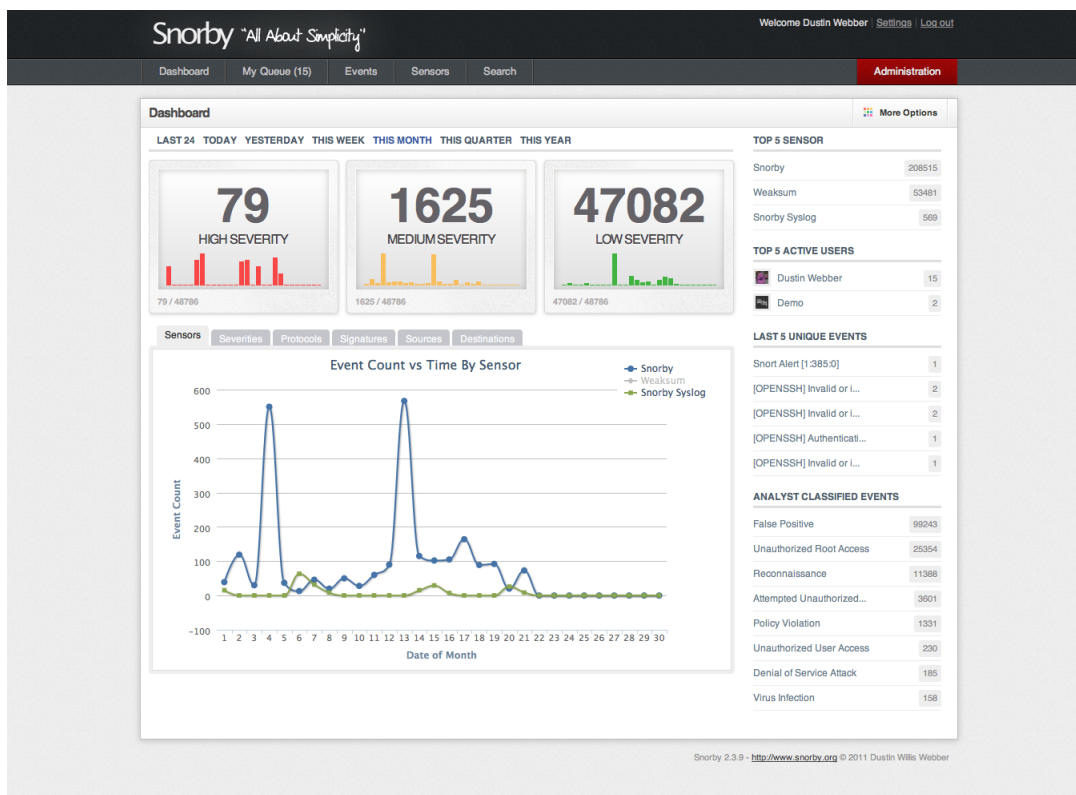 Snorby "All About Simplicity"
Welcome Dustin Webber | Settings | Log out
Dashboard My Queue (15) Events Sensors Search Administration
Dashboard More Options
LAST 24 TODAY YESTERDAY THIS WEEK THIS MONTH THIS QUARTER THIS YEAR
79
HIGH SEVERITY
79 / 48786
1625
MEDIUM SEVERITY
1625 / 48786
47082
LOW SEVERITY
47082 / 48786
Sensors Severities Protocols Signatures Sources Destinations
Event Count vs Time By Sensor
Snorby
Weaksum
Snorby Syslog
Event Count
600
500
400
300
200
100
0
-100
1 2 3 4 5 6 7 8 9 10 11 12 13 14 15 16 17 18 19 20 21 22 23 24 25 26 27 28 29 30
Date of Month
TOP 5 SENSOR
Snorby 208515
Weaksum 53481
Snorby Syslog 569
TOP 5 ACTIVE USERS
Dustin Webber 15
Demo 2
LAST 5 UNIQUE EVENTS
Snort Alert [1:385:0] 1
[OPENSSH] Invalid or i... 2
[OPENSSH] Invalid or i... 2
[OPENSSH] Authenticati... 1
[OPENSSH] Invalid or i... 1
ANALYST CLASSIFIED EVENTS
False Positive 99243
Unauthorized Root Access 25354
Reconnaissance 11388
Attempted Unauthorized... 3601
Policy Violation 1331
Unauthorized User Access 230
Denial of Service Attack 185
Virus Infection 158
Snorby 2.3.9 - http://www.snorby.org © 2011 Dustin Willis Webber